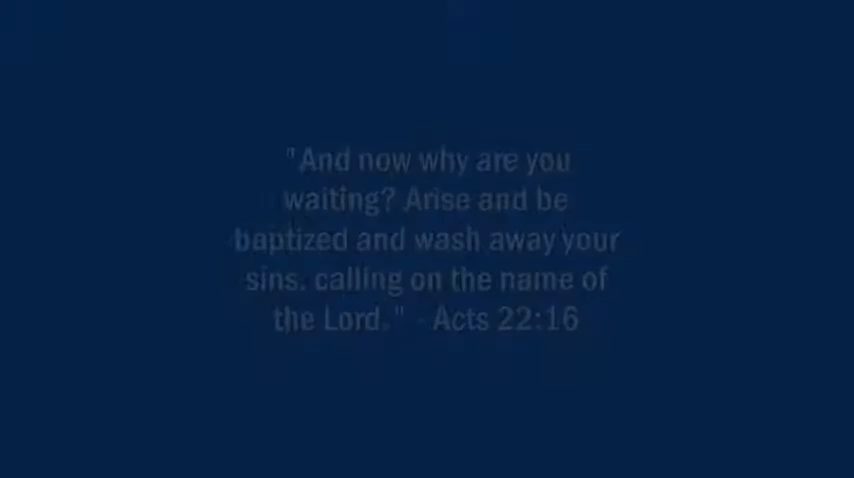 "And now why are you
waiting? Arise and be
baptized and wash away your
sins, calling on the name of
the Lord." - Acts 22:16